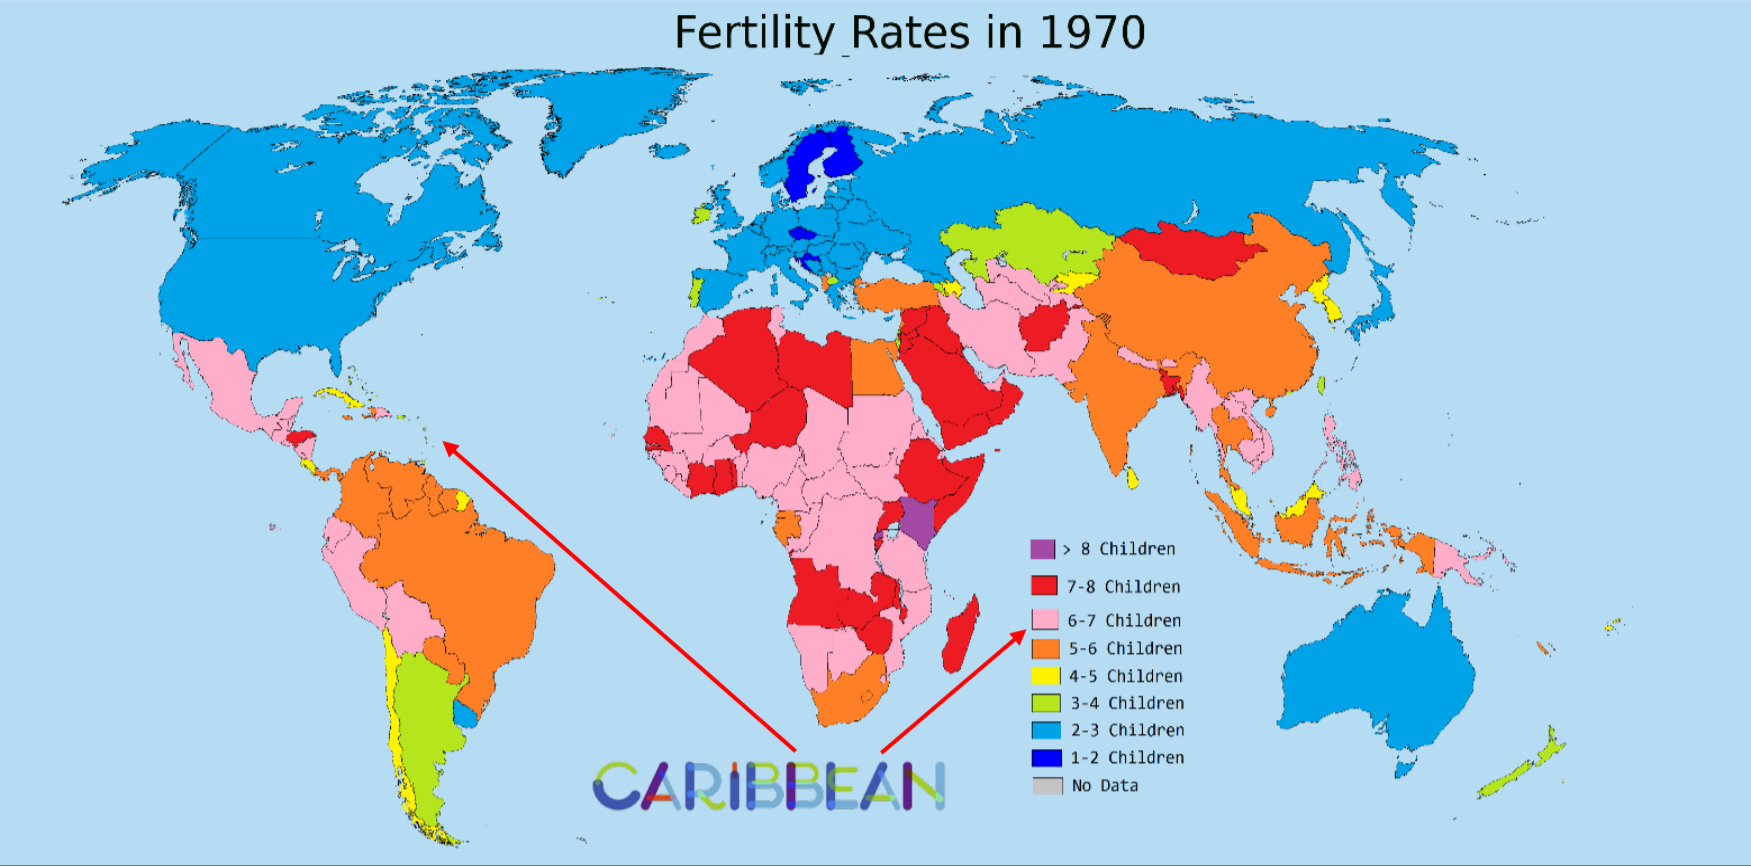 Fertility Rates in 1970
> 8 Children
7-8 Children
6-7 Children
5-6 Children
4-5 Children
3-4 Children
2-3 Children
1-2 Children
No Data
CARIBBEAN